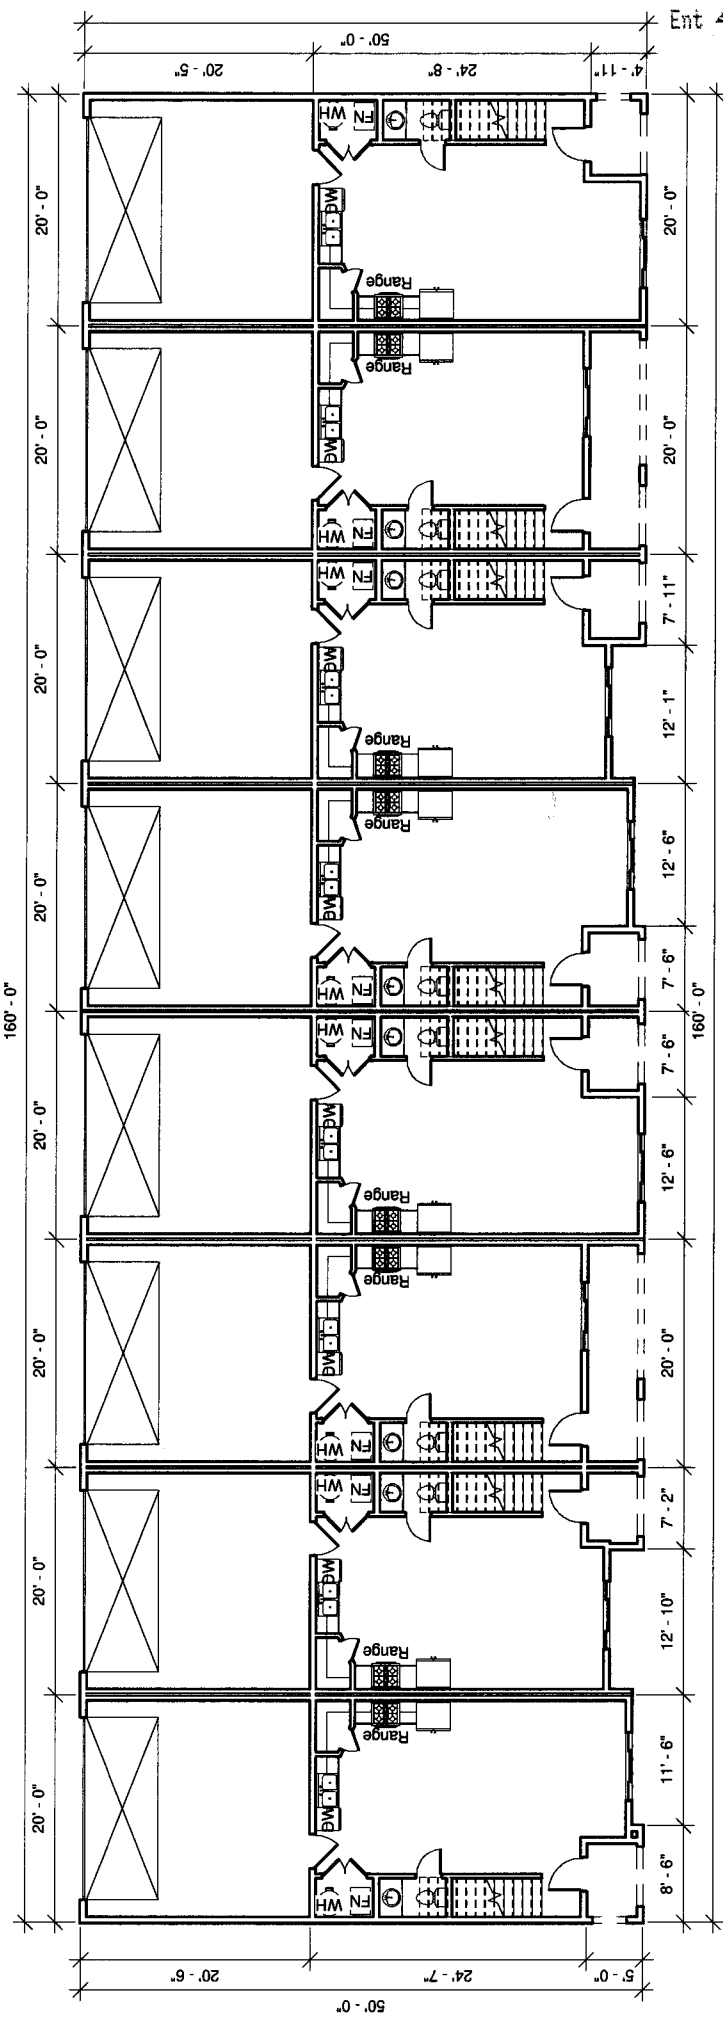 Ent
50' - 0"
20' - 5"
24' - 8"
4' - 11"
160' - 0"
20' - 0"
20' - 0"
20' - 0"
20' - 0"
20' - 0"
20' - 0"
20' - 0"
20' - 0"
WH
FN
DW
Range
Range
DW
WH
FN
WH
FN
DW
Range
Range
DW
WH
FN
WH
FN
DW
Range
Range
DW
WH
FN
WH
FN
DW
Range
Range
DW
WH
FN
20' - 0"
20' - 0"
7' - 11"
12' - 1"
12' - 6"
7' - 6"
7' - 6"
12' - 6"
20' - 0"
7' - 2"
12' - 10"
11' - 6"
8' - 6"
160' - 0"
20' - 6"
24' - 7"
5' - 0"
50' - 0"